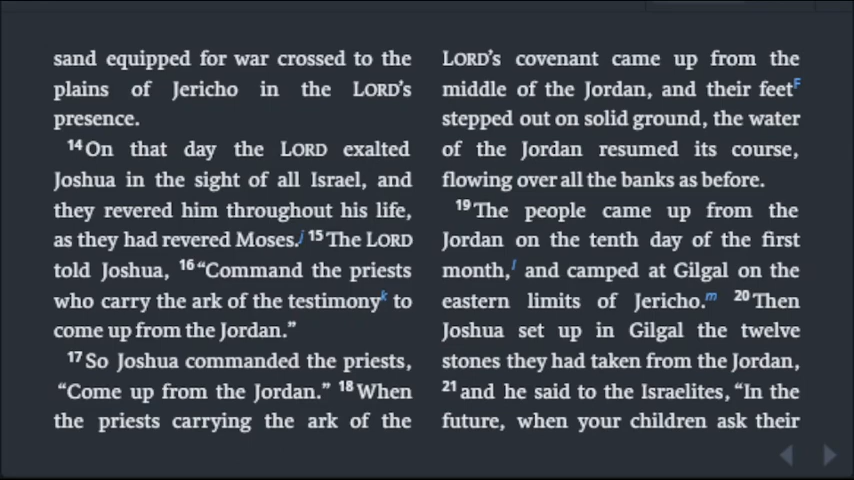 sand equipped for war crossed to the
plains of Jericho in the LORD's
presence.
14 On that day the LORD exalted
Joshua in the sight of all Israel, and
they revered him throughout his life,
as they had revered Moses.j 15 The LORD
told Joshua, 16 “Command the priests
who carry the ark of the testimonyk to
come up from the Jordan.”
17 So Joshua commanded the priests,
“Come up from the Jordan.” 18 When
the priests carrying the ark of the
LORD's covenant came up from the
middle of the Jordan, and their feetF
stepped out on solid ground, the water
of the Jordan resumed its course,
flowing over all the banks as before.
19 The people came up from the
Jordan on the tenth day of the first
month,l and camped at Gilgal on the
eastern limits of Jericho.m 20 Then
Joshua set up in Gilgal the twelve
stones they had taken from the Jordan,
21 and he said to the Israelites, “In the
future, when your children ask their